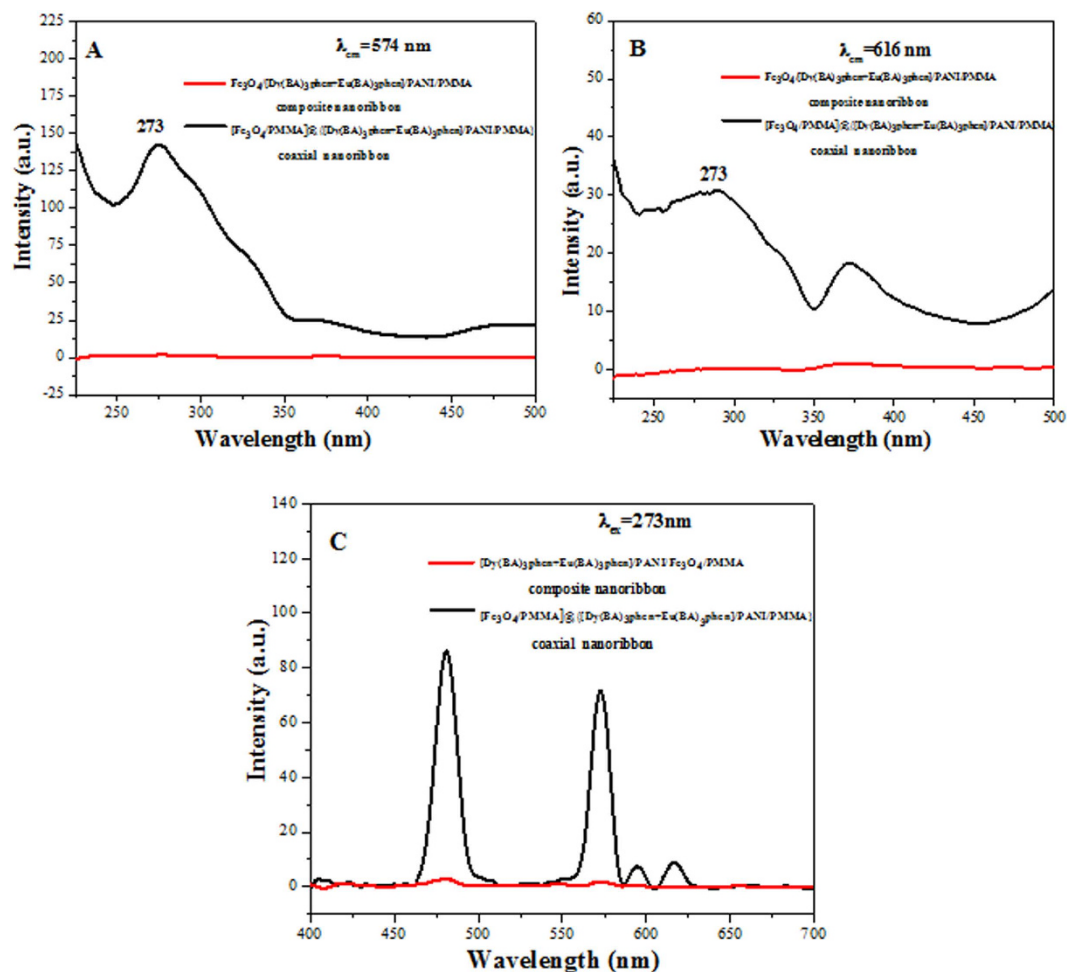 A
λem=574 nm
Fe3O4/[Dy(BA)3phen+Eu(BA)3phen]/PANI/PMMA
composite nanoribbon
[Fe3O4/PMMA]@{[Dy(BA)3phen+Eu(BA)3phen]/PANI/PMMA}
coaxial nanoribbon
273
225
200
175
150
125
100
75
50
25
0
-25
Intensity (a.u.)
250 300 350 400 450 500
Wavelength (nm)
B
λem=616 nm
Fe3O4/[Dy(BA)3phen+Eu(BA)3phen]/PANI/PMMA
composite nanoribbon
[Fe3O4/PMMA]@{[Dy(BA)3phen+Eu(BA)3phen]/PANI/PMMA}
coaxial nanoribbon
273
60
50
40
30
20
10
0
Intensity (a.u.)
250 300 350 400 450 500
Wavelength (nm)
C
λex=273nm
[Dy(BA)3phen+Eu(BA)3phen]/PANI/Fe3O4/PMMA
composite nanoribbon
[Fe3O4/PMMA]@{[Dy(BA)3phen+Eu(BA)3phen]/PANI/PMMA}
coaxial nanoribbon
140
120
100
80
60
40
20
0
Intensity (a.u.)
400 450 500 550 600 650 700
Wavelength (nm)